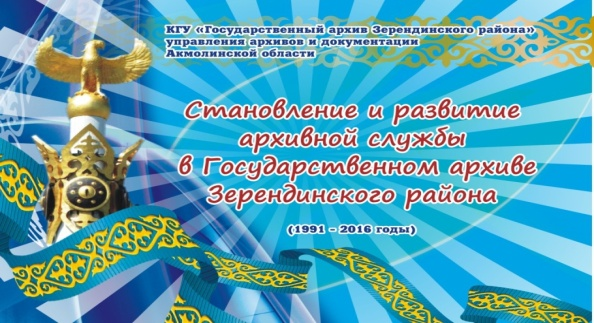 КГУ «Государственный архив Зерендинского района»
управления архивов и документации
Акмолинской области
Становление и развитие
архивной службы
в Государственном архиве
Зерендинского района
(1991 - 2016 годы)